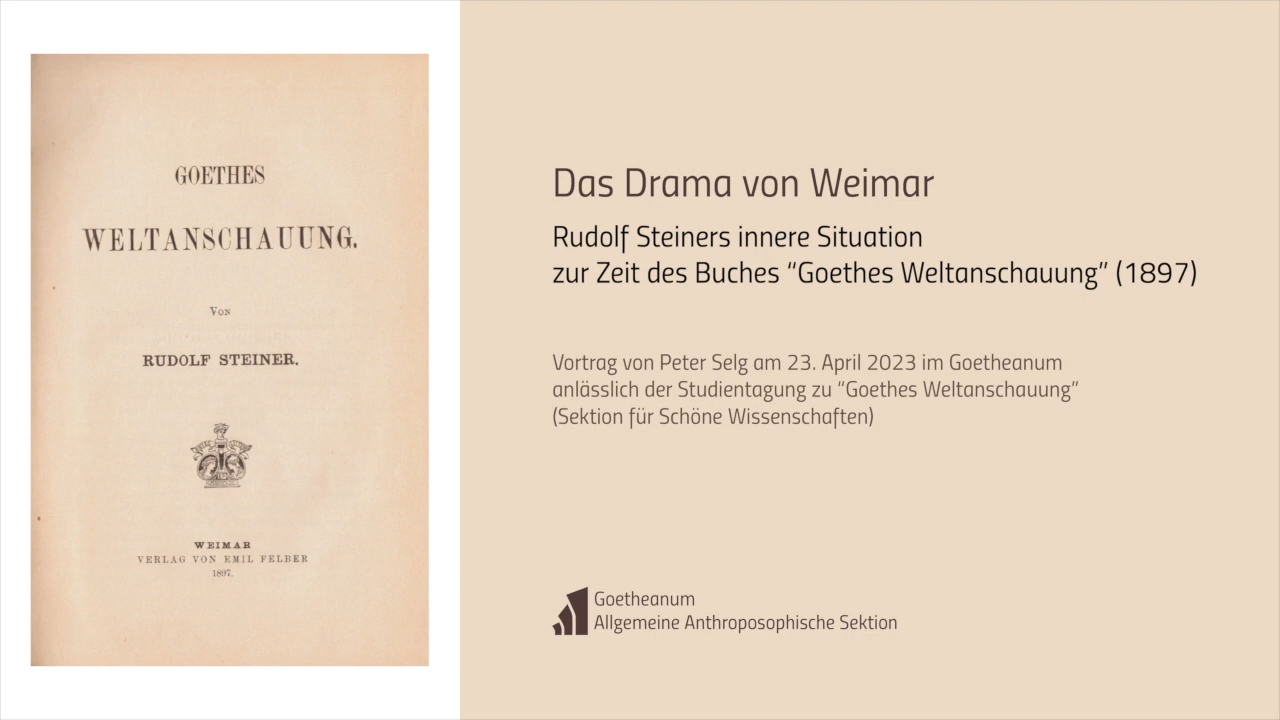 GOETHES
WELTANSCHAUUNG.
VON
RUDOLF STEINER.
WEIMAR
VERLAG VON EMIL FELBER
1897.
Das Drama von Weimar
Rudolf Steiners innere Situation
zur Zeit des Buches “Goethes Weltanschauung” (1897)
Vortrag von Peter Selg am 23. April 2023 im Goetheanum
anlässlich der Studientagung zu “Goethes Weltanschauung”
(Sektion für Schöne Wissenschaften)
Goetheanum
Allgemeine Anthroposophische Sektion